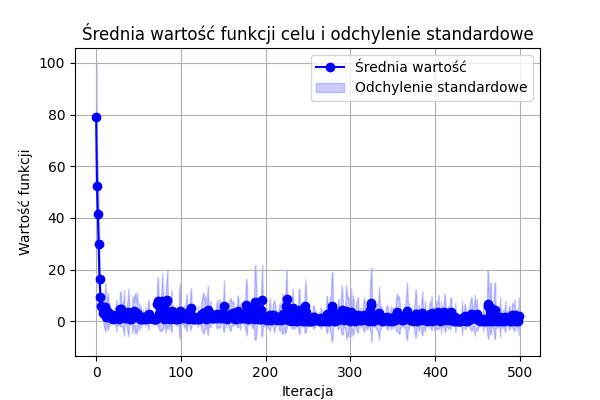 Średnia wartość funkcji celu i odchylenie standardowe
Średnia wartość
Odchylenie standardowe
Wartość funkcji
100
80
60
40
20
0
0 100 200 300 400 500
Iteracja